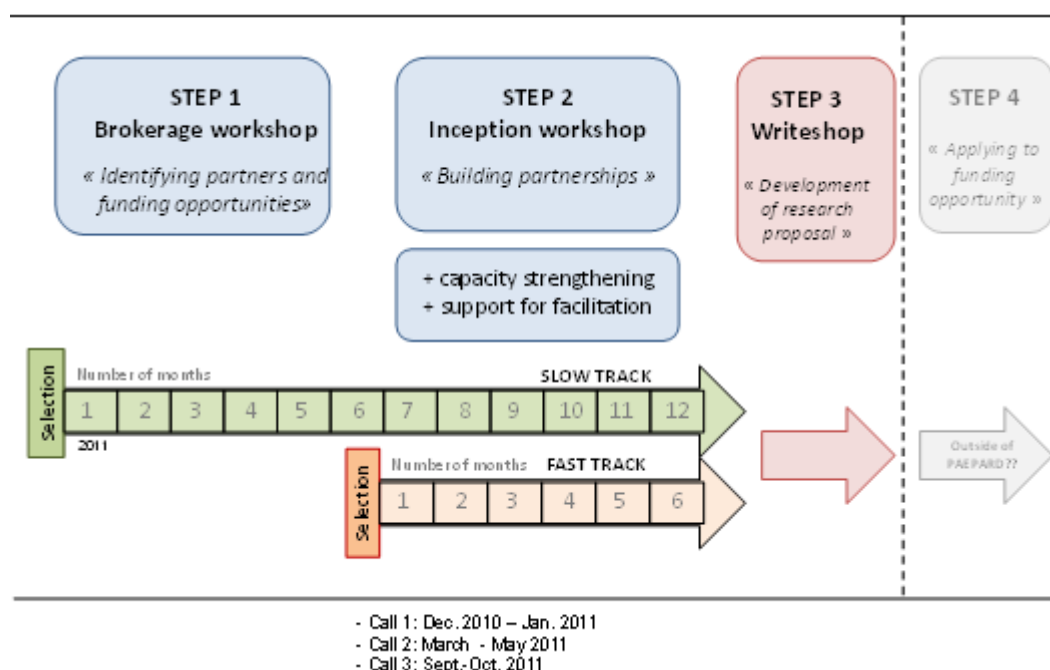 STEP 1
Brokerage workshop
« Identifying partners and
funding opportunities»
STEP 2
Inception workshop
« Building partnerships »
+ capacity strengthening
+ support for facilitation
STEP 3
Writeshop
« Development
of research
proposal »
STEP 4
« Applying to
funding
opportunity »
Selection
Number of months SLOW TRACK
1 2 3 4 5 6 7 8 9 10 11 12
2011
Selection
Number of months FAST TRACK
1 2 3 4 5 6
Outside of
PAEPARD??
- Call 1: Dec. 2010 – Jan. 2011
- Call 2: March - May 2011
- Call 3: Sept.-Oct. 2011